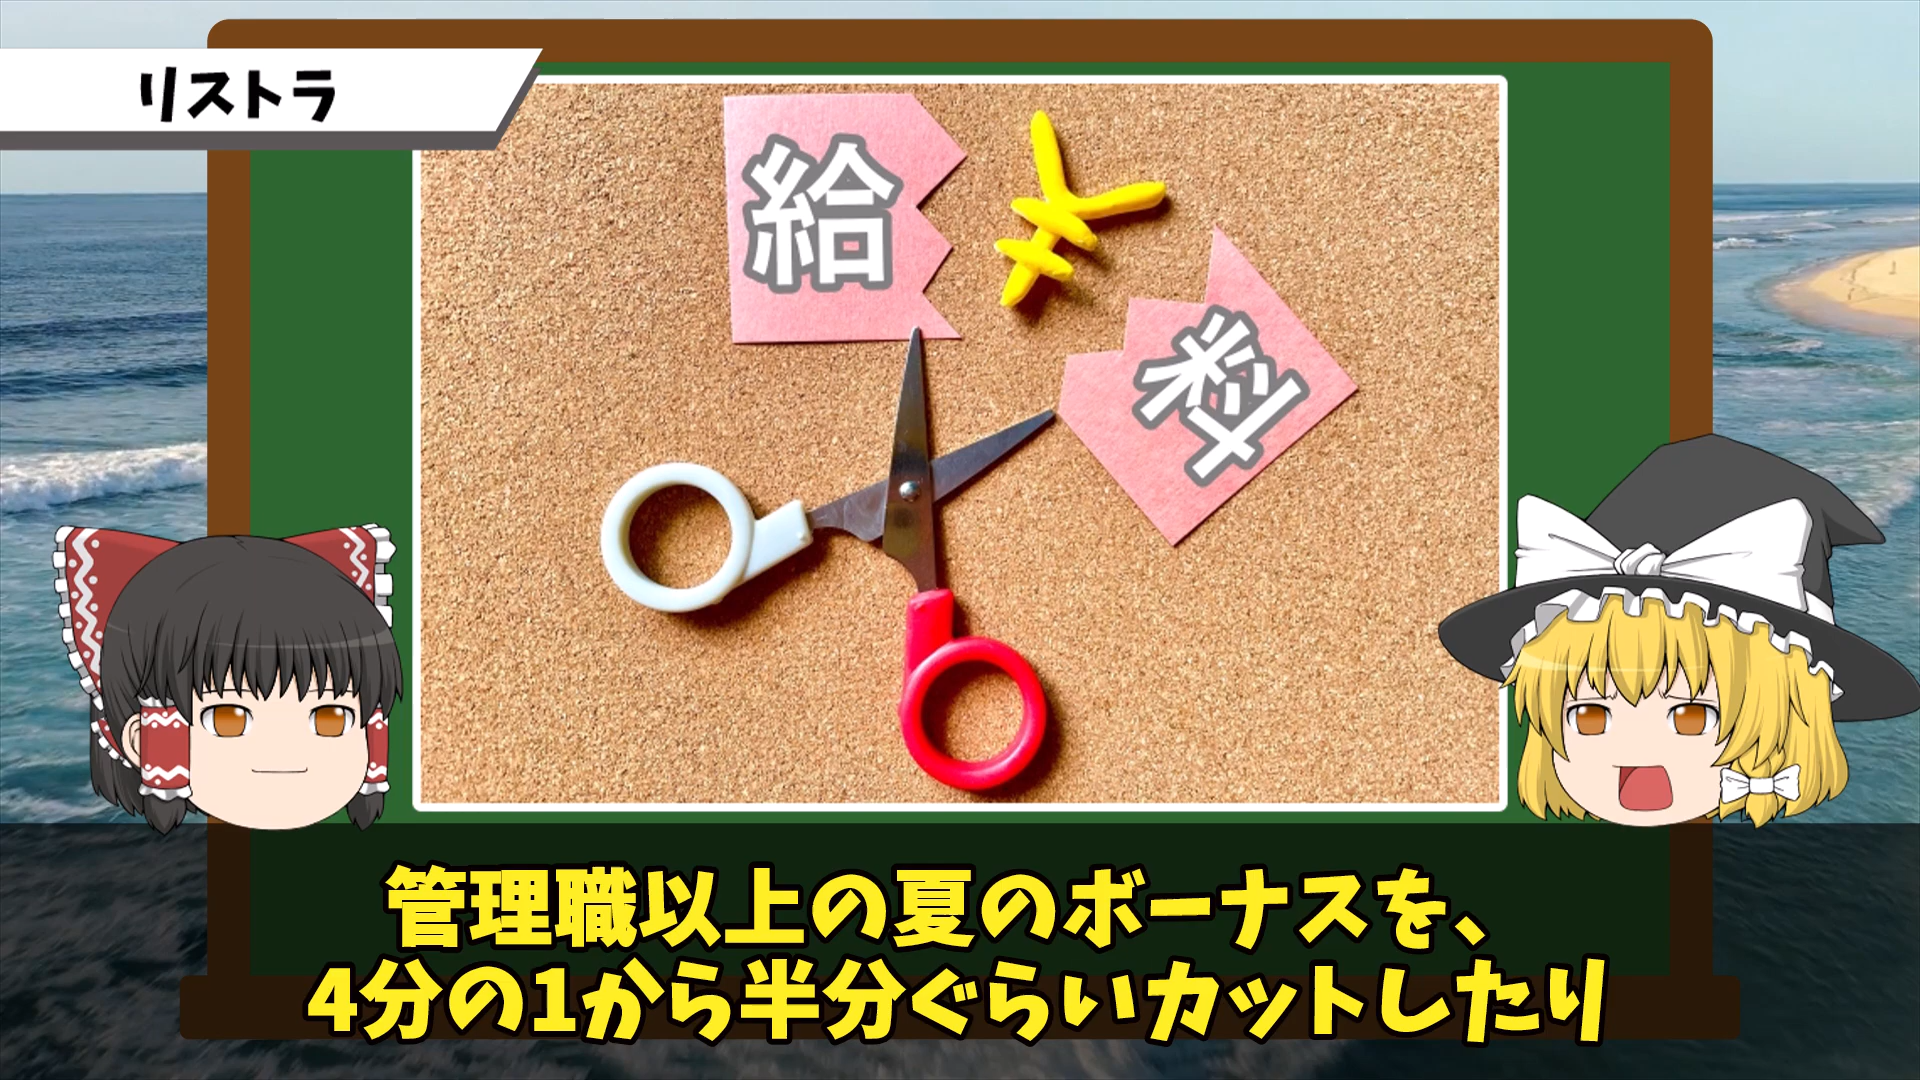 リストラ
給
料
管理職以上の夏のボーナスを、
4分の1から半分ぐらいカットしたり